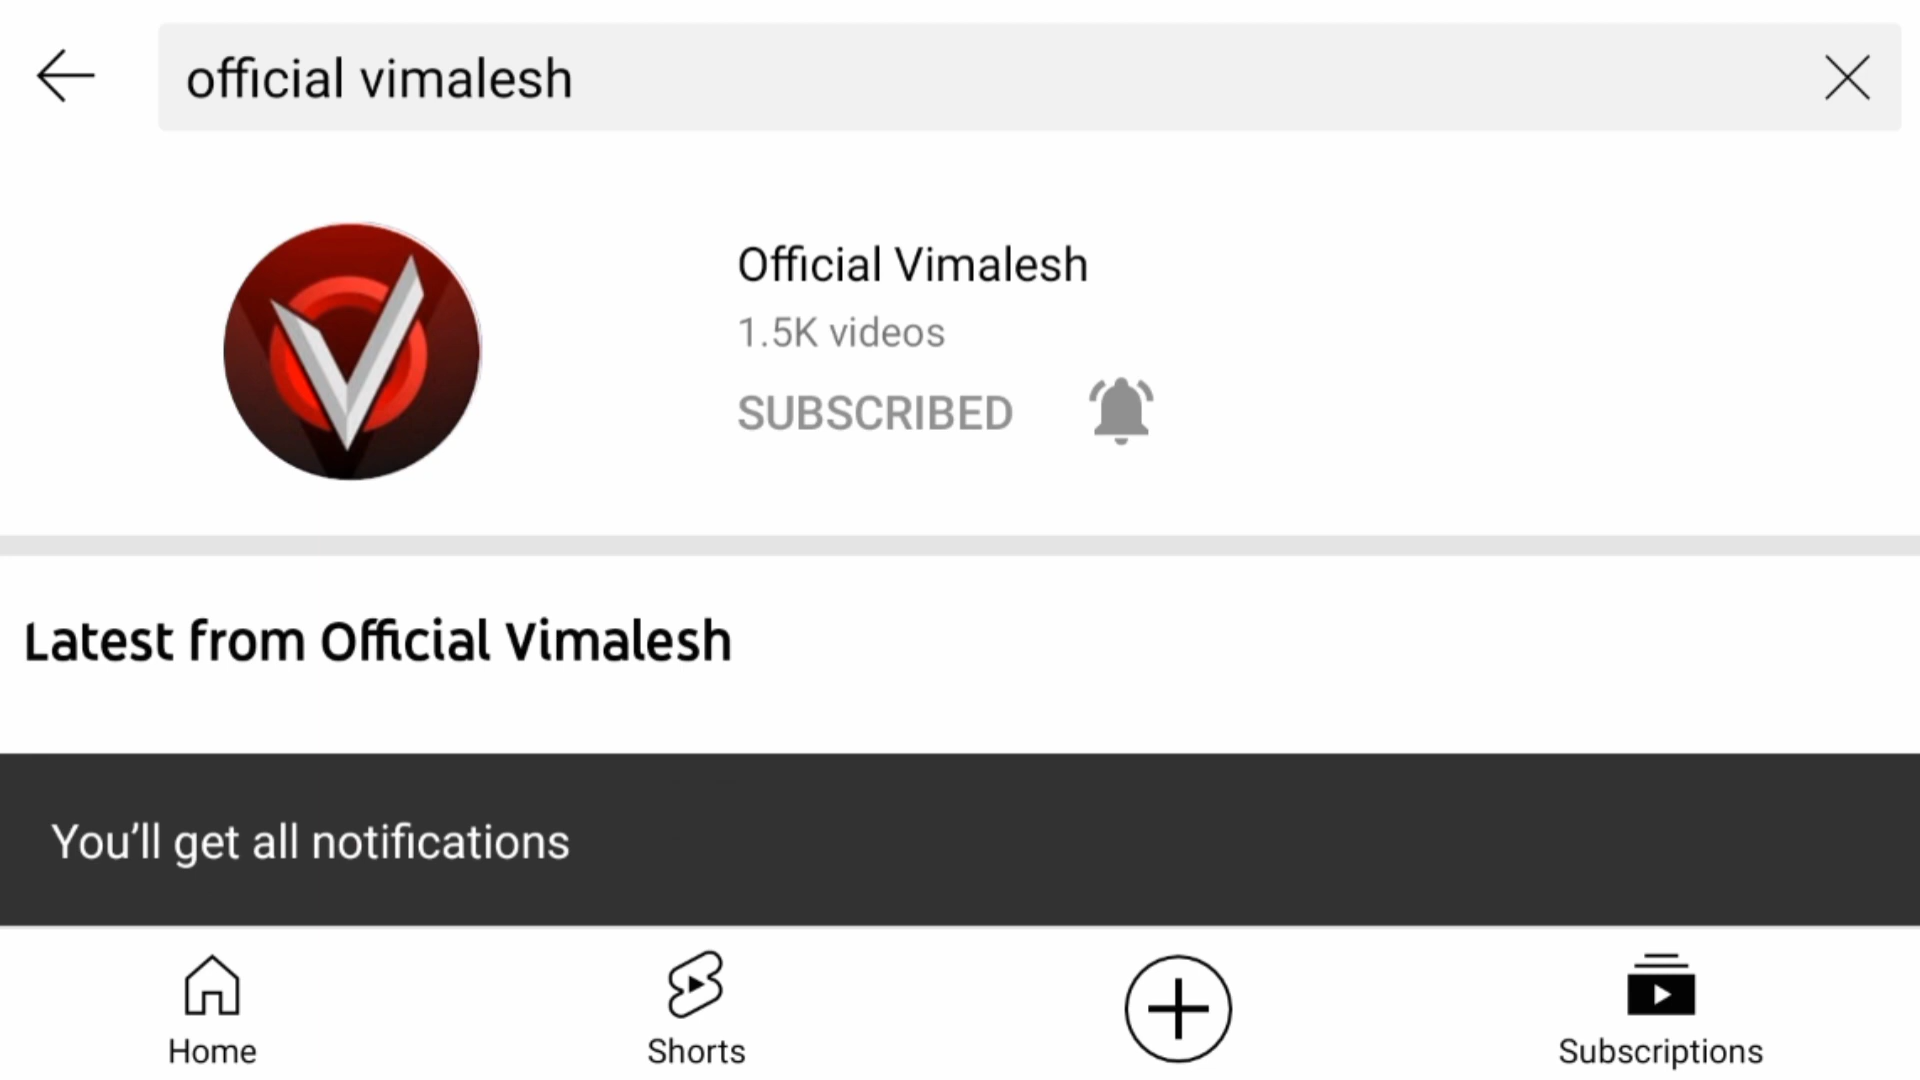 official vimalesh
Official Vimalesh
1.5K videos
SUBSCRIBED
Latest from Official Vimalesh
You’ll get all notifications
Home
Shorts
Subscriptions